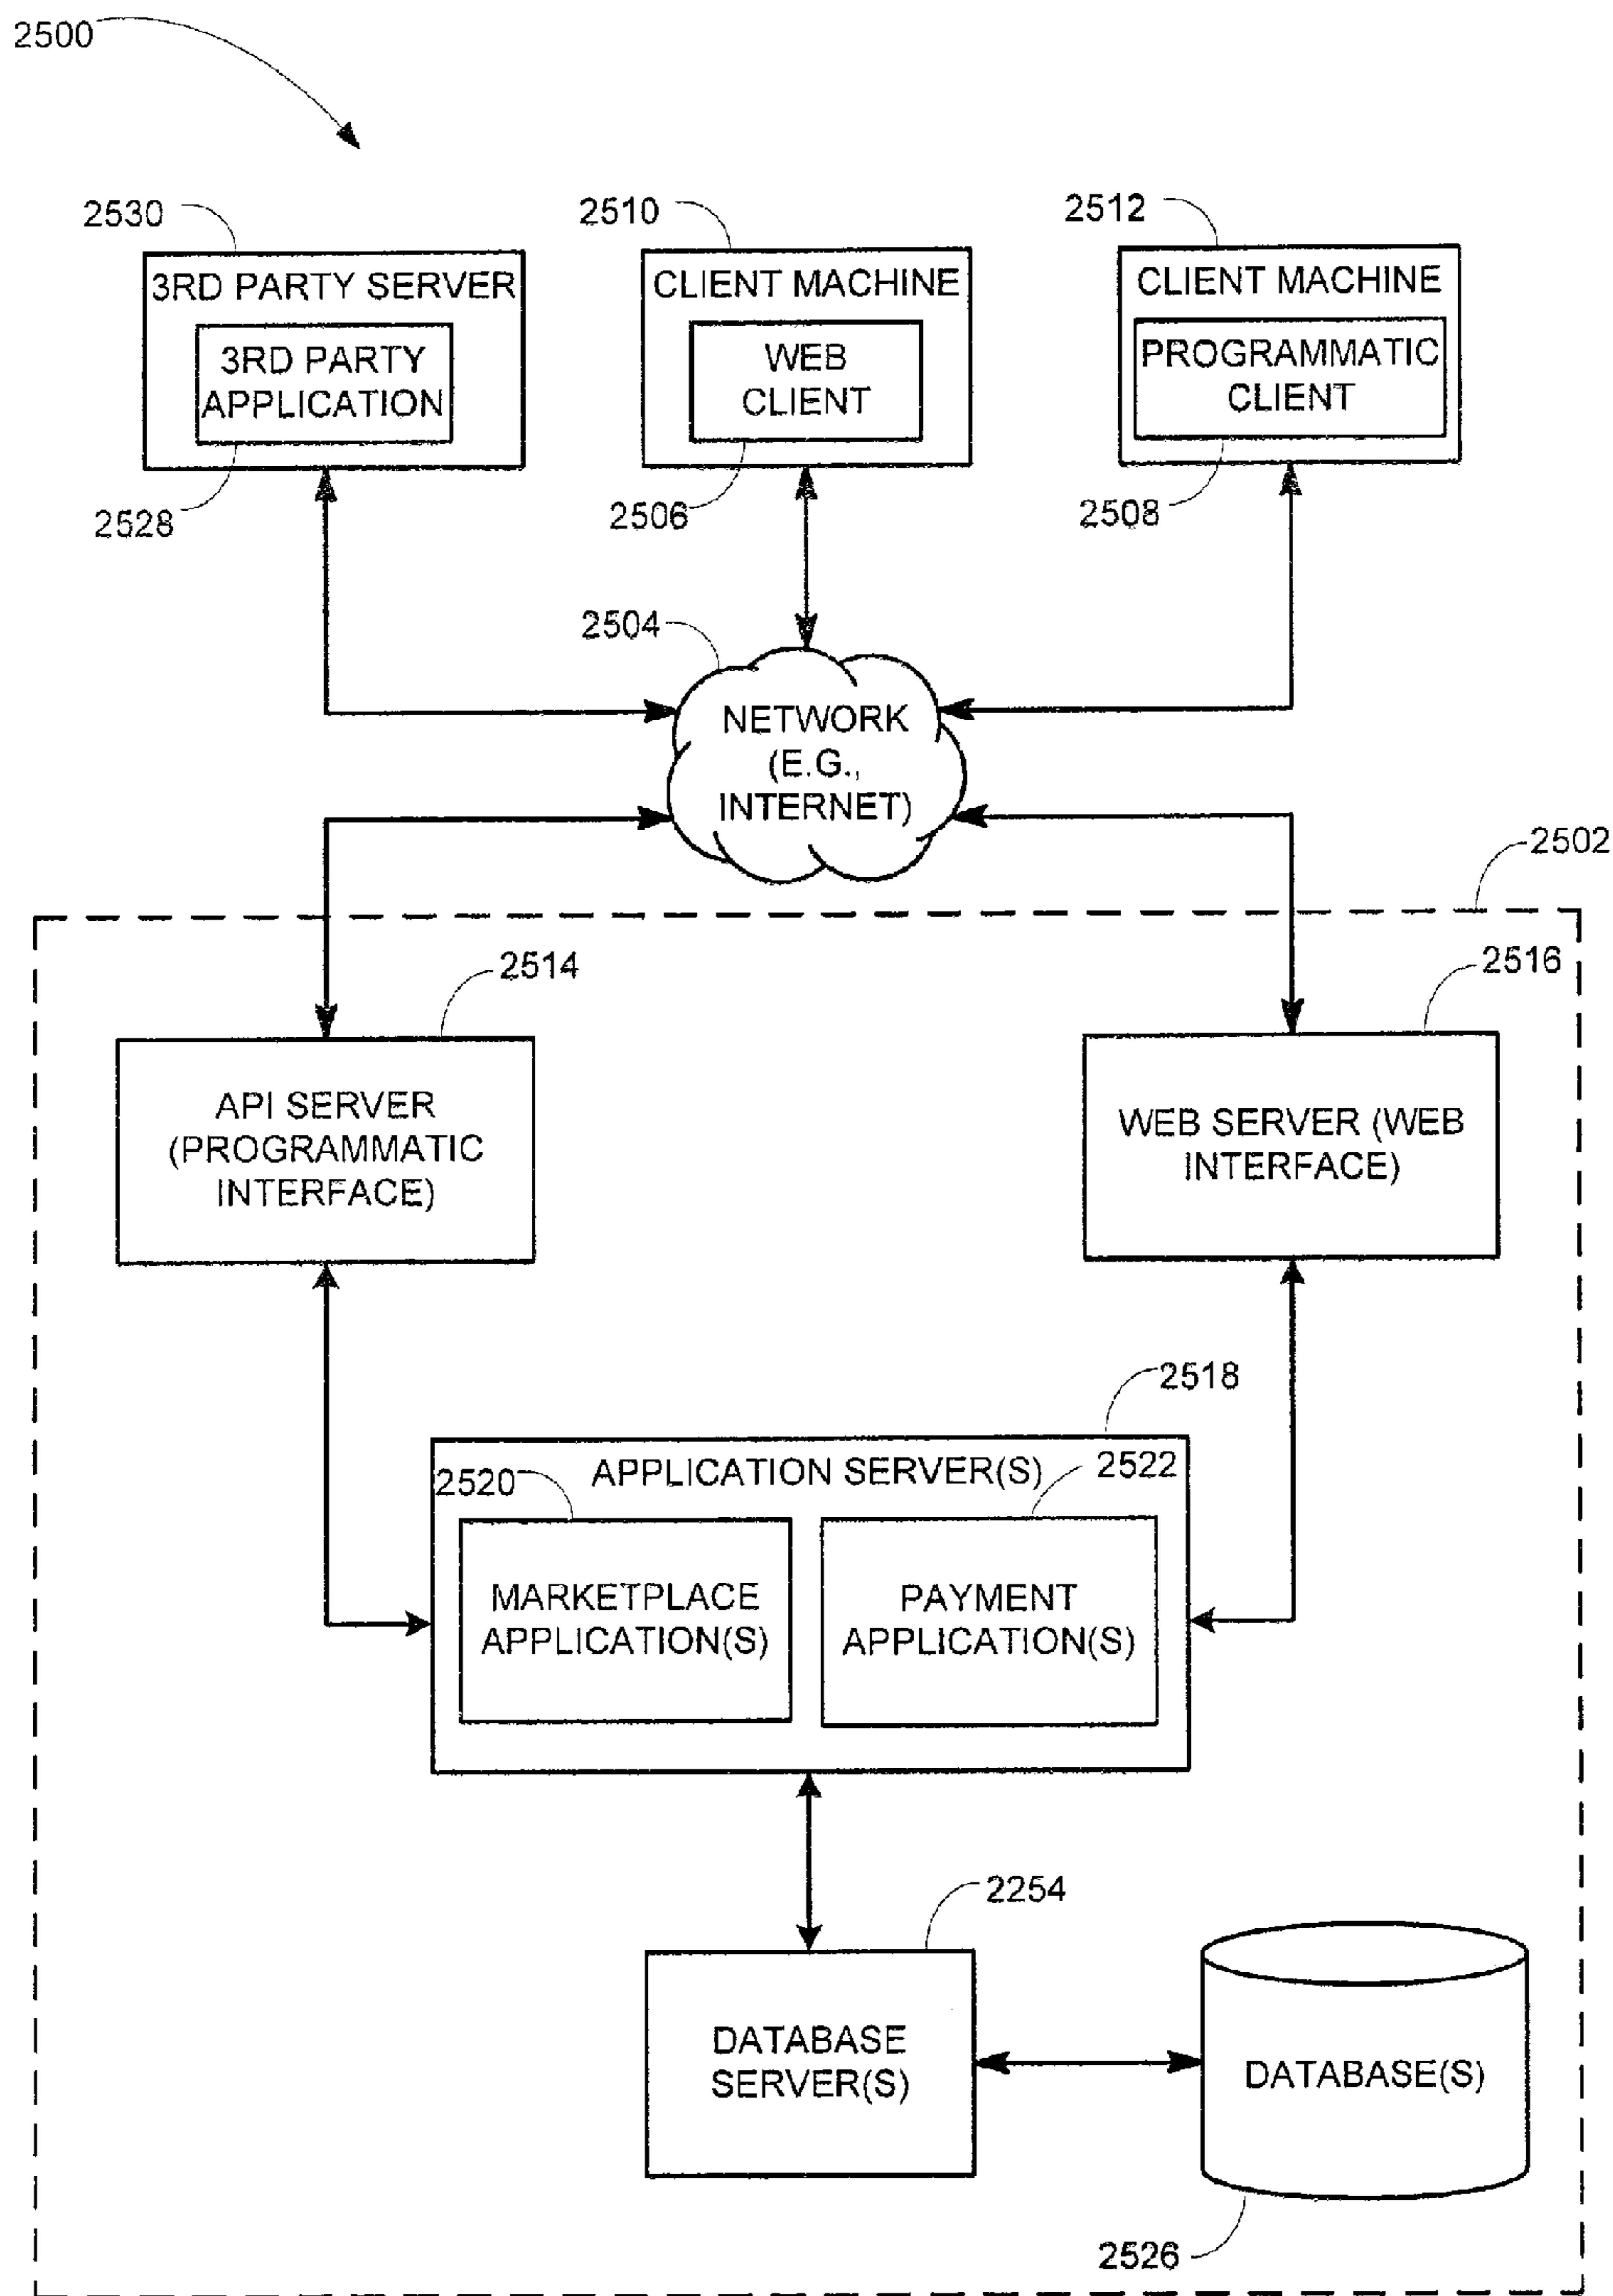 2500
2530
2510
2512
3RD PARTY SERVER
3RD PARTY
APPLICATION
CLIENT MACHINE
WEB
CLIENT
CLIENT MACHINE
PROGRAMMATIC
CLIENT
2528
2506
2508
2504
NETWORK
(E.G.,
INTERNET)
2502
2514
2516
API SERVER
(PROGRAMMATIC
INTERFACE)
WEB SERVER (WEB
INTERFACE)
2518
APPLICATION SERVER(S)
2520
2522
MARKETPLACE
APPLICATION(S)
PAYMENT
APPLICATION(S)
2254
DATABASE
SERVER(S)
DATABASE(S)
2526